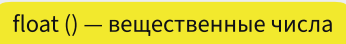 float () — вещественные числа